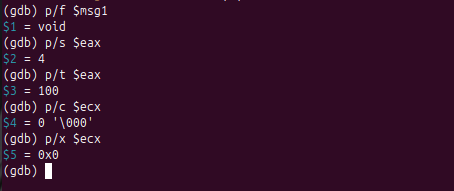 (gdb) p/f $msg1
$1 = void
(gdb) p/s $eax
$2 = 4
(gdb) p/t $eax
$3 = 100
(gdb) p/c $ecx
$4 = 0 '\000'
(gdb) p/x $ecx
$5 = 0x0
(gdb)